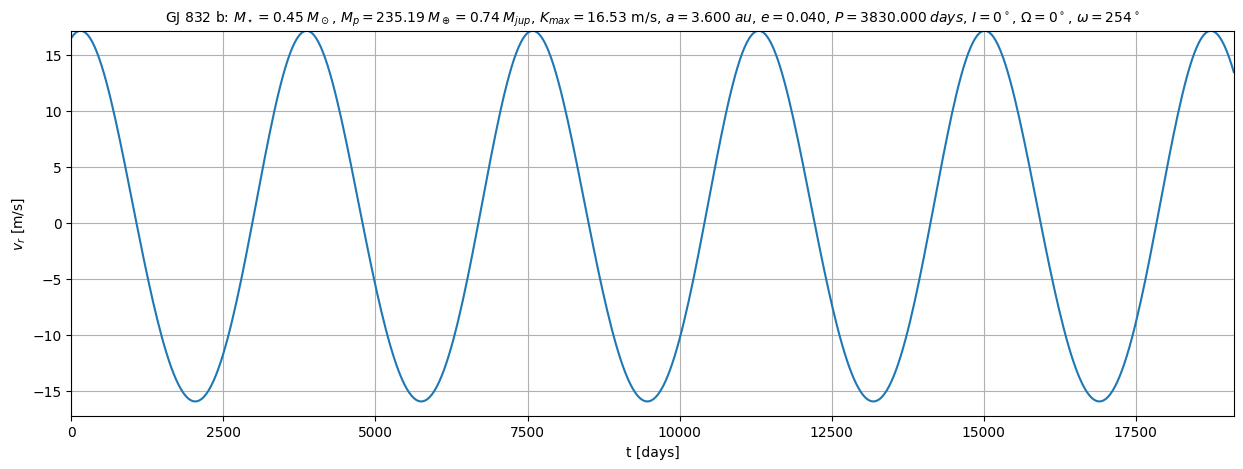 GJ 832 b: M⋆ = 0.45 M⊙, Mp = 235.19 M⊕ = 0.74 Mjup, Kmax = 16.53 m/s, a = 3.600 au, e = 0.040, P = 3830.000 days, I = 0°, Ω = 0°, ω = 254°
15
10
5
0
−5
−10
−15
vr [m/s]
0 2500 5000 7500 10000 12500 15000 17500
t [days]